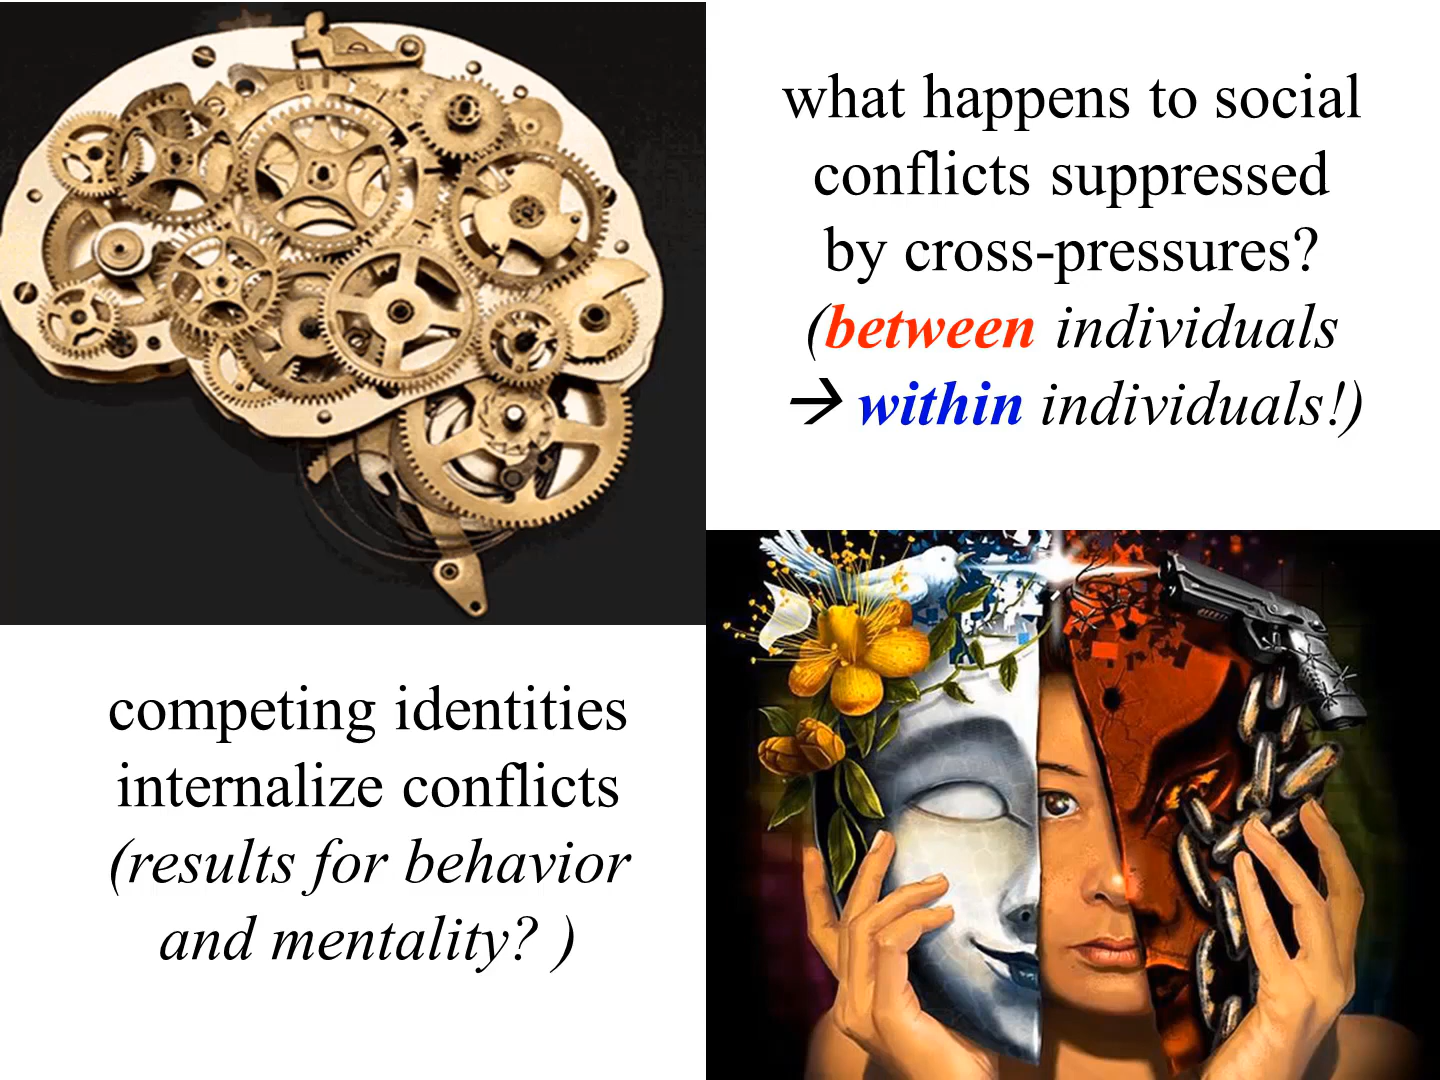 what happens to social
conflicts suppressed
by cross-pressures?
(between individuals
→ within individuals!)
competing identities
internalize conflicts
(results for behavior
and mentality? )